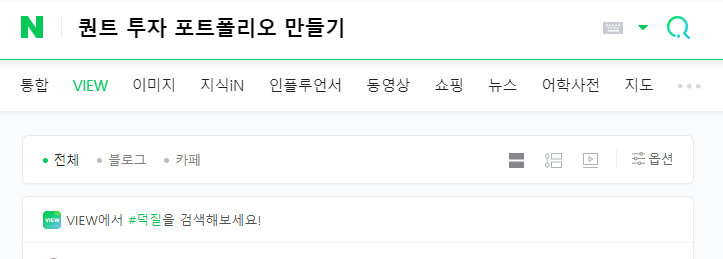 N 퀀트 투자 포트폴리오 만들기
통합 VIEW 이미지 지식iN 인플루언서 동영상 쇼핑 뉴스 어학사전 지도
전체 블로그 카페 옵션
VIEW VIEW에서 #덕질을 검색해보세요!